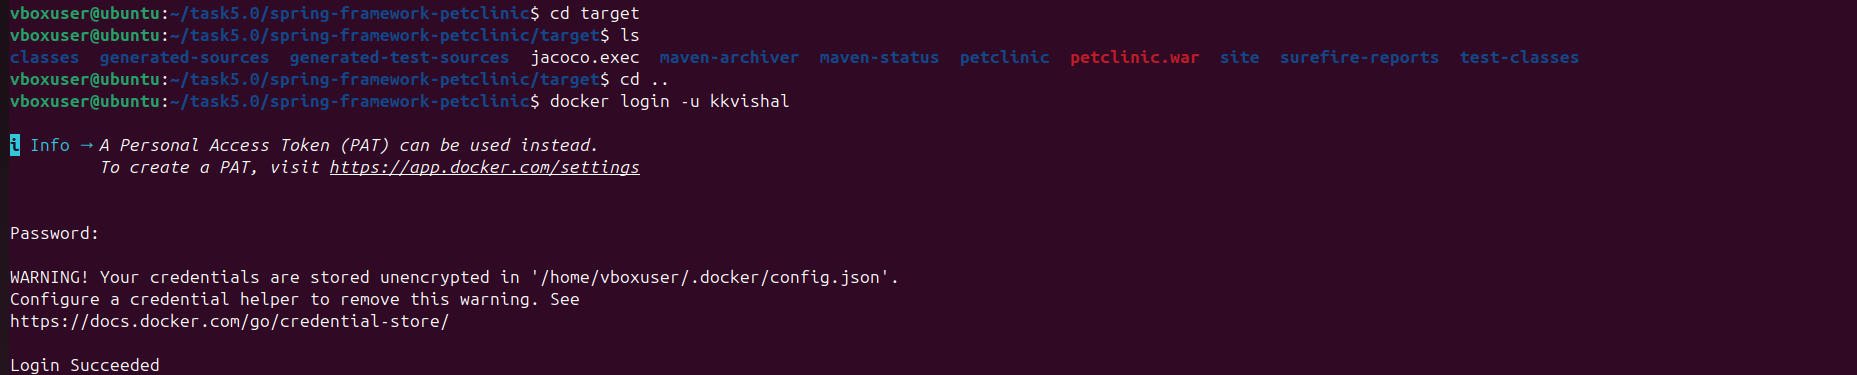 vboxuser@ubuntu:~/task5.0/spring-framework-petclinic$ cd target
vboxuser@ubuntu:~/task5.0/spring-framework-petclinic/target$ ls
classes  generated-sources  generated-test-sources  jacoco.exec  maven-archiver  maven-status  petclinic  petclinic.war  site  surefire-reports  test-classes
vboxuser@ubuntu:~/task5.0/spring-framework-petclinic/target$ cd ..
vboxuser@ubuntu:~/task5.0/spring-framework-petclinic$ docker login -u kkvishal
i Info → A Personal Access Token (PAT) can be used instead.
To create a PAT, visit https://app.docker.com/settings
Password:
WARNING! Your credentials are stored unencrypted in '/home/vboxuser/.docker/config.json'.
Configure a credential helper to remove this warning. See
https://docs.docker.com/go/credential-store/
Login Succeeded